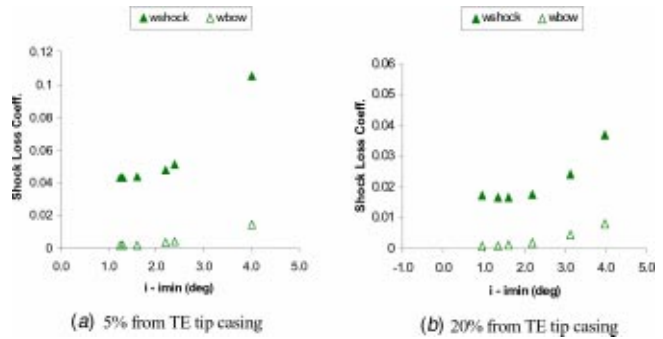 wshock wbow
0.12
0.1
0.08
0.06
0.04
0.02
0
Shock Loss Coeff.
0.0 1.0 2.0 3.0 4.0 5.0
i - imin (deg)
(a) 5% from TE tip casing
wshock wbow
0.06
0.05
0.04
0.03
0.02
0.01
0
Shock Loss Coeff.
-1.0 0.0 1.0 2.0 3.0 4.0 5.0
i - imin (deg)
(b) 20% from TE tip casing